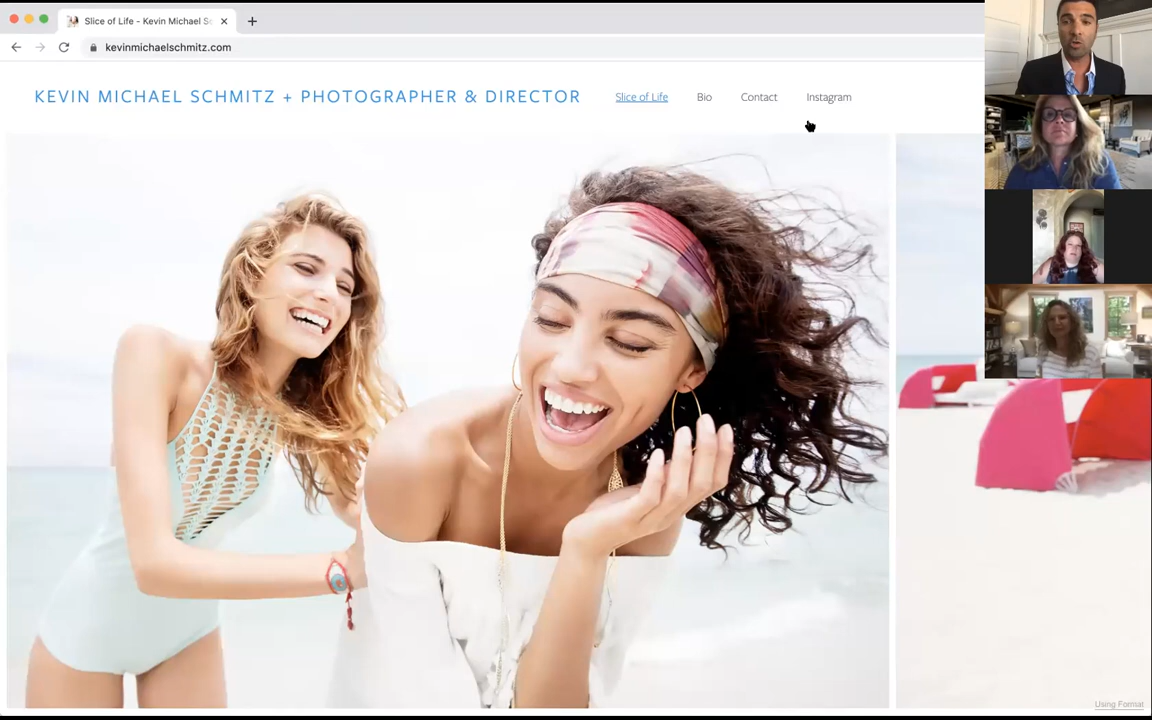 Slice of Life - Kevin Michael Sc
kevinmichaelschmitz.com
KEVIN MICHAEL SCHMITZ + PHOTOGRAPHER & DIRECTOR
Slice of Life
Bio
Contact
Instagram
Using Format